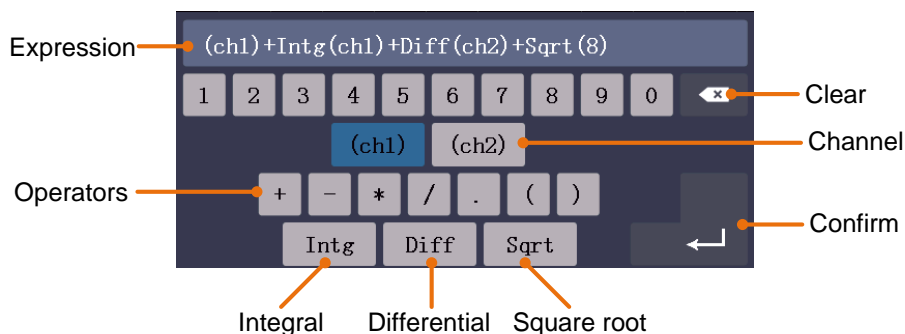 Expression (ch1)+Intg(ch1)+Diff(ch2)+Sqrt(8)
1 2 3 4 5 6 7 8 9 0 Clear
(ch1) (ch2) Channel
Operators + - * / . ( )
Confirm
Intg Diff Sqrt
Integral Differential Square root